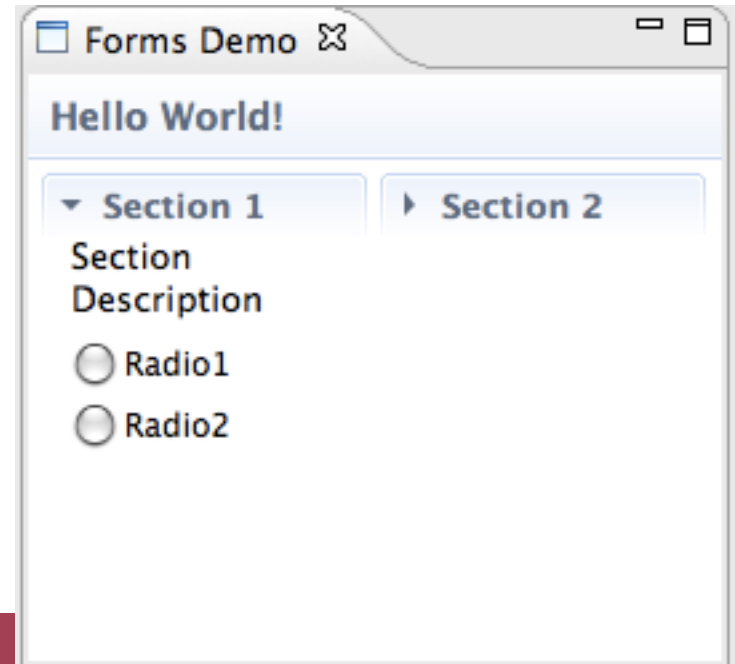 Forms Demo
Hello World!
Section 1
Section 2
Section
Description
Radio1
Radio2